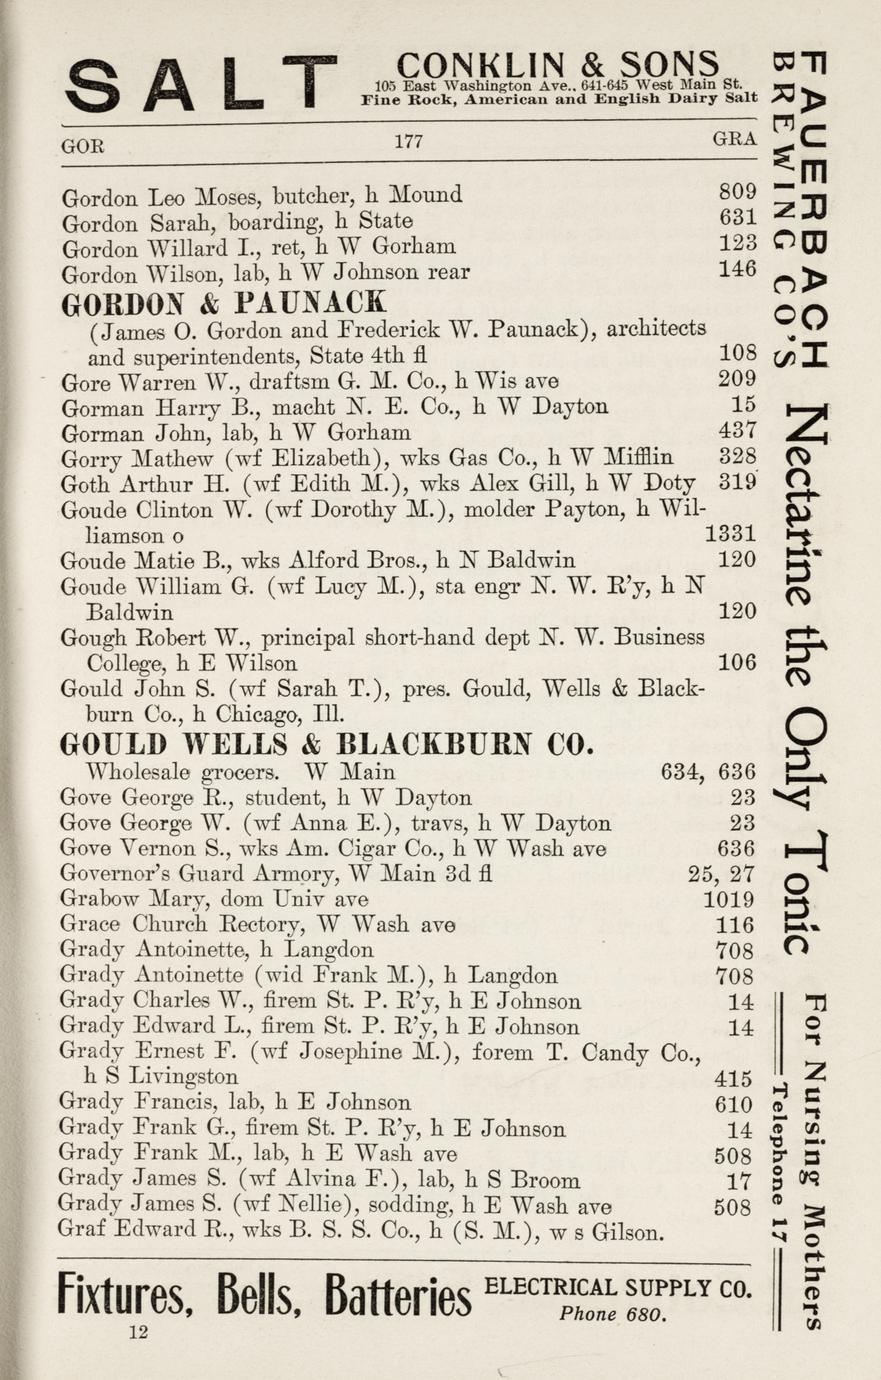 SALT
CONKLIN & SONS
105 East Washington Ave., 641-645 West Main St.
Fine Rock, American and English Dairy Salt
GOR 177 GRA
Gordon Leo Moses, butcher, h Mound 809
Gordon Sarah, boarding, h State 631
Gordon Willard I., ret, h W Gorham 123
Gordon Wilson, lab, h W Johnson rear 146
GORDON & PAUNACK
(James O. Gordon and Frederick W. Paunack), architects
and superintendents, State 4th fl 108
Gore Warren W., draftsm G. M. Co., h Wis ave 209
Gorman Harry B., macht N. E. Co., h W Dayton 15
Gorman John, lab, h W Gorham 437
Gorry Mathew (wf Elizabeth), wks Gas Co., h W Mifflin 328
Goth Arthur H. (wf Edith M.), wks Alex Gill, h W Doty 319
Goude Clinton W. (wf Dorothy M.), molder Payton, h Wil-
liamson o 1331
Goude Matie B., wks Alford Bros., h N Baldwin 120
Goude William G. (wf Lucy M.), sta engr N. W. R'y, h N
Baldwin 120
Gough Robert W., principal short-hand dept N. W. Business
College, h E Wilson 106
Gould John S. (wf Sarah T.), pres. Gould, Wells & Black-
burn Co., h Chicago, Ill.
GOULD WELLS & BLACKBURN CO.
Wholesale grocers. W Main 634, 636
Gove George R., student, h W Dayton 23
Gove George W. (wf Anna E.), travs, h W Dayton 23
Gove Vernon S., wks Am. Cigar Co., h W Wash ave 636
Governor's Guard Armory, W Main 3d fl 25, 27
Grabow Mary, dom Univ ave 1019
Grace Church Rectory, W Wash ave 116
Grady Antoinette, h Langdon 708
Grady Antoinette (wid Frank M.), h Langdon 708
Grady Charles W., firem St. P. R'y, h E Johnson 14
Grady Edward L., firem St. P. R'y, h E Johnson 14
Grady Ernest F. (wf Josephine M.), forem T. Candy Co.,
h S Livingston 415
Grady Francis, lab, h E Johnson 610
Grady Frank G., firem St. P. R'y, h E Johnson 14
Grady Frank M., lab, h E Wash ave 508
Grady James S. (wf Alvina F.), lab, h S Broom 17
Grady James S. (wf Nellie), sodding, h E Wash ave 508
Graf Edward R., wks B. S. S. Co., h (S. M.), w s Gilson.
Fixtures, Bells, Batteries
ELECTRICAL SUPPLY CO.
Phone 680.
12
FAUERBACH
BREWING CO.'S
Nectarine the Only Tonic
For Nursing Mothers
Telephone 17